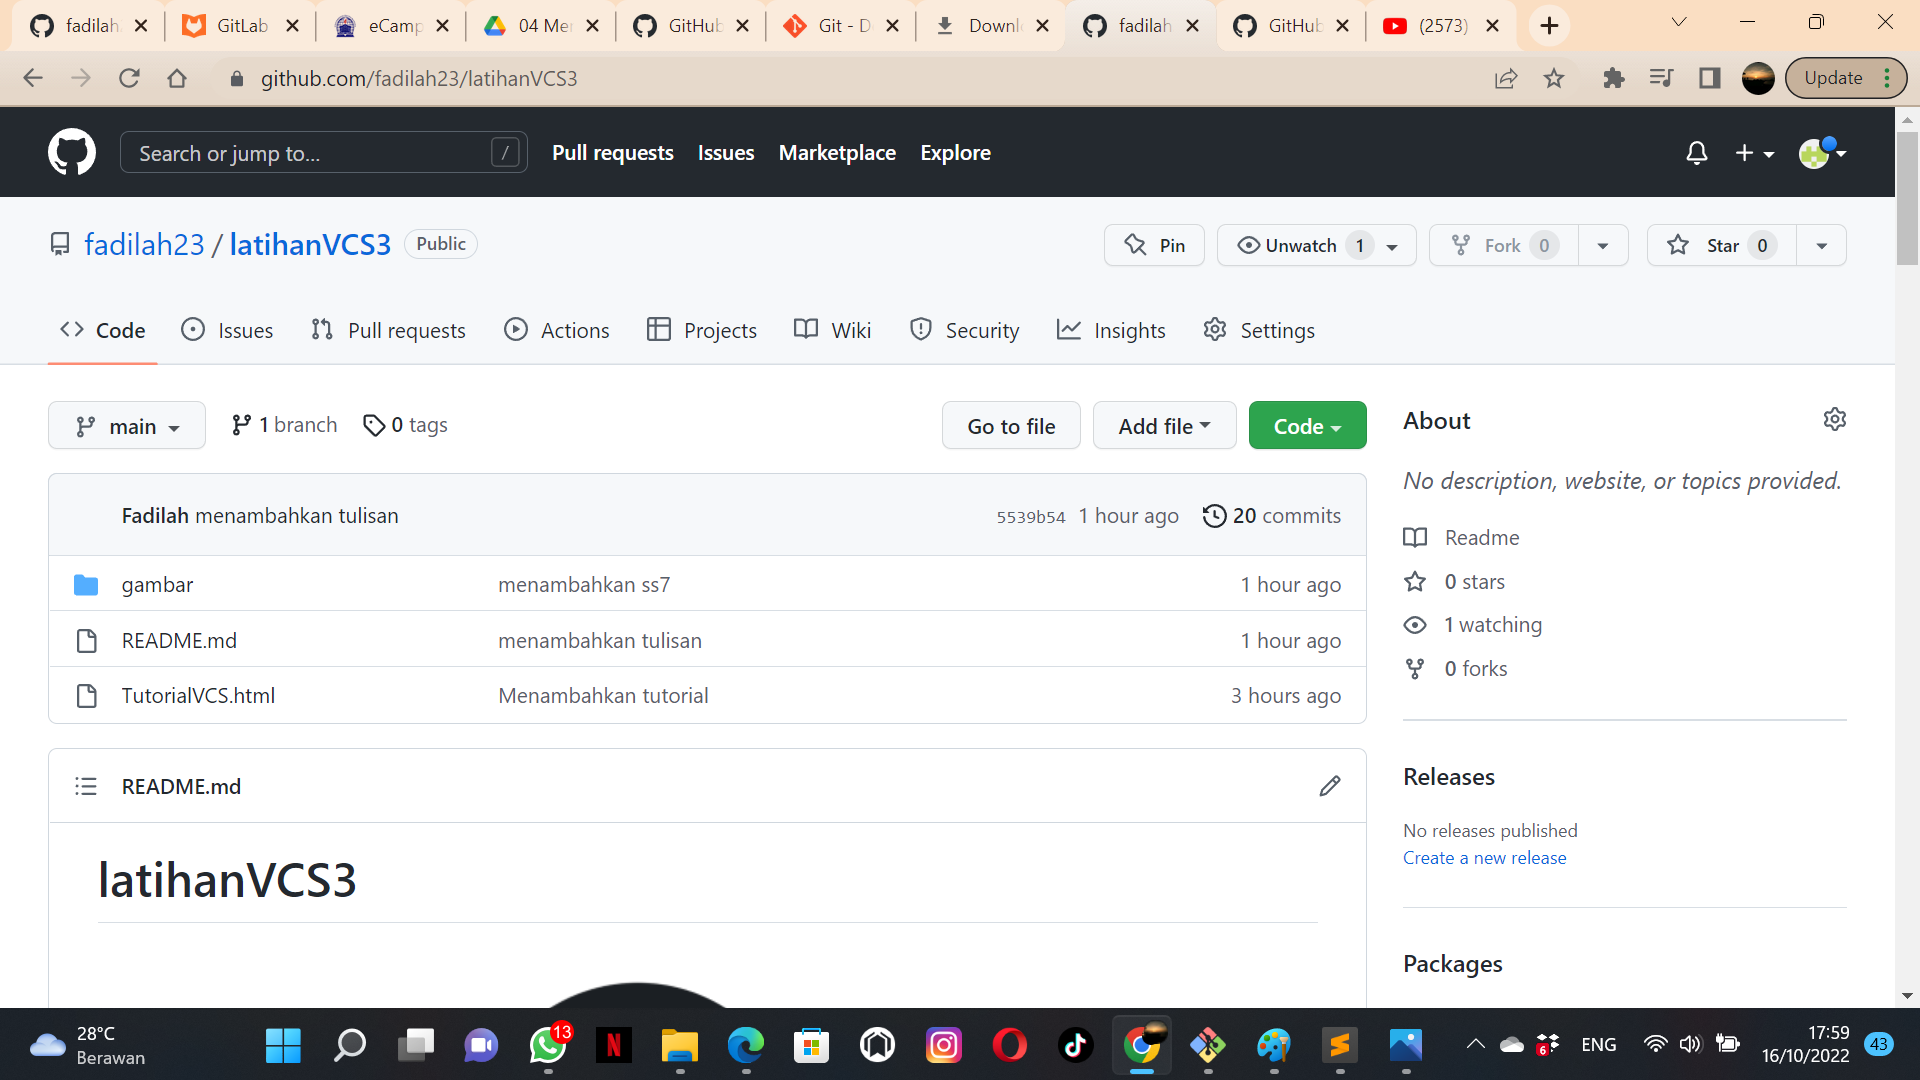 fadilah
GitLab
eCamp
04 Mer
GitHub
Git - D
Downl
fadilah
GitHub
(2573)
github.com/fadilah23/latihanVCS3
Update
Search or jump to...
/
Pull requests
Issues
Marketplace
Explore
fadilah23 / latihanVCS3
Public
Pin
Unwatch 1
Fork 0
Star 0
Code
Issues
Pull requests
Actions
Projects
Wiki
Security
Insights
Settings
main
1 branch
0 tags
Go to file
Add file
Code
Fadilah menambahkan tulisan
5539b54 1 hour ago
20 commits
gambar menambahkan ss7 1 hour ago
README.md menambahkan tulisan 1 hour ago
TutorialVCS.html Menambahkan tutorial 3 hours ago
README.md
latihanVCS3
About
No description, website, or topics provided.
Readme
0 stars
1 watching
0 forks
Releases
No releases published
Create a new release
Packages
28°C
Berawan
13
N
6
ENG
17:59
16/10/2022
43